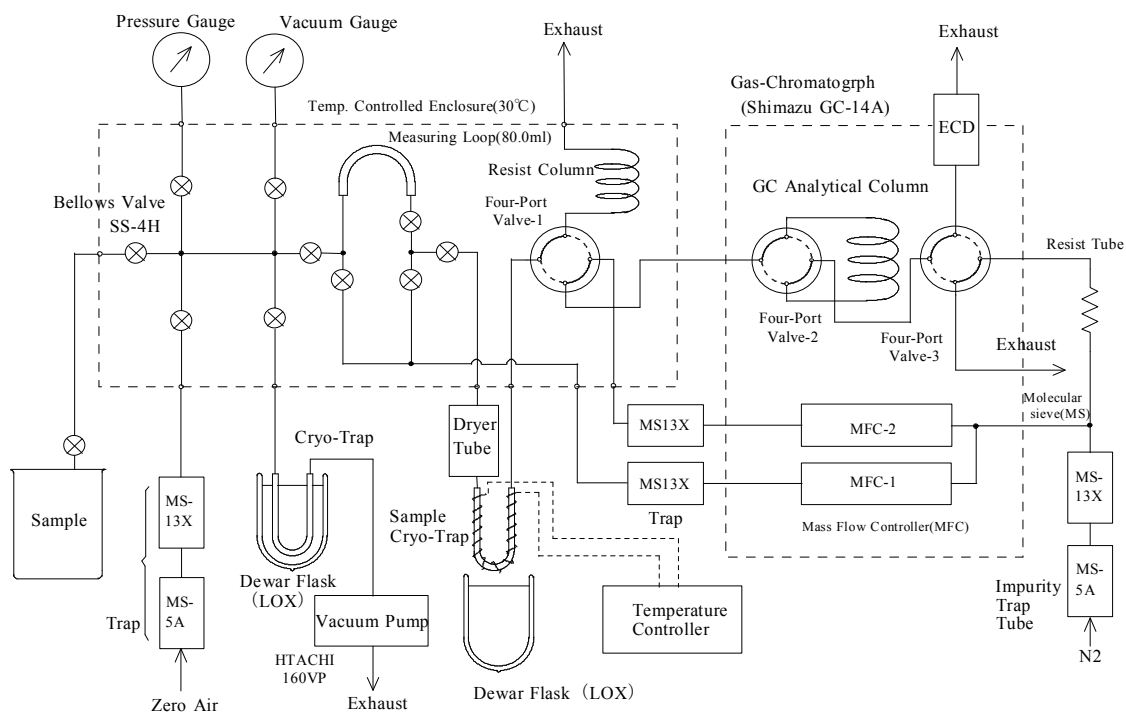 Pressure Gauge
Vacuum Gauge
Exhaust
Exhaust
Gas-Chromatogrph
(Shimazu GC-14A)
Temp. Controlled Enclosure(30℃)
Measuring Loop(80.0ml)
ECD
Resist Column
GC Analytical Column
Bellows Valve
SS-4H
Four-Port
Valve-1
Resist Tube
Four-Port
Valve-2
Four-Port
Valve-3
Exhaust
Molecular
sieve(MS)
Dryer
Tube
MS13X
MFC-2
Cryo-Trap
MS13X
MFC-1
MS-
13X
MS-
13X
Sample
Sample
Cryo-Trap
Trap
Mass Flow Controller(MFC)
Dewar Flask
(LOX)
MS-
5A
Trap
Vacuum Pump
Temperature
Controller
Impurity
Trap
Tube
MS-
5A
HTACHI
160VP
N2
Zero Air
Exhaust
Dewar Flask (LOX)